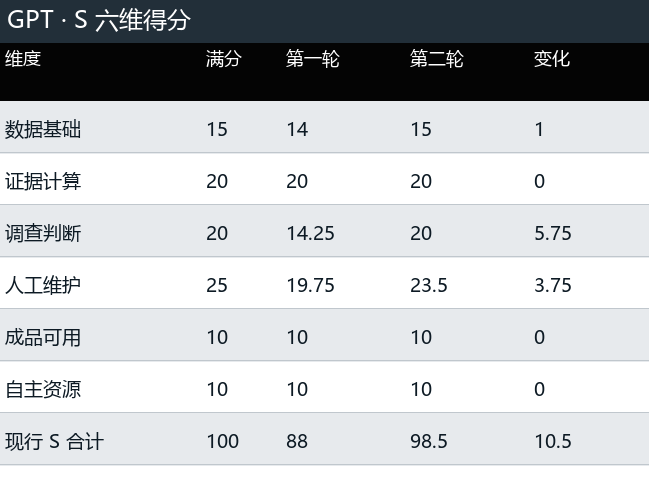 GPT · S 六维得分
维度 满分 第一轮 第二轮 变化
数据基础 15 14 15 1
证据计算 20 20 20 0
调查判断 20 14.25 20 5.75
人工维护 25 19.75 23.5 3.75
成品可用 10 10 10 0
自主资源 10 10 10 0
现行 S 合计 100 88 98.5 10.5